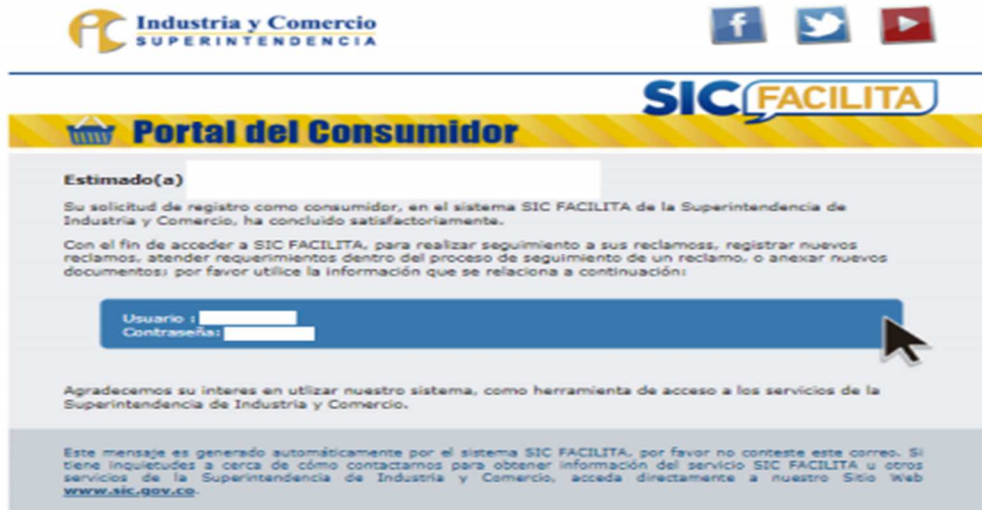 Industria y Comercio
SUPERINTENDENCIA
SIC FACILITA
Portal del Consumidor
Estimado(a)
Su solicitud de registro como consumidor, en el sistema SIC FACILITA de la Superintendencia de
Industria y Comercio, ha concluido satisfactoriamente.
Con el fin de acceder a SIC FACILITA, para realizar seguimiento a sus reclamoss, registrar nuevos
reclamos, atender requerimientos dentro del proceso de seguimiento de un reclamo, o anexar nuevos
documentos; por favor utilice la información que se relaciona a continuación:
Usuario :
Contraseña:
Agradecemos su interes en utlizar nuestro sistema, como herramienta de acceso a los servicios de la
Superintendencia de Industria y Comercio.
Este mensaje es generado automáticamente por el sistema SIC FACILITA, por favor no conteste este correo. Si
tiene inquietudes a cerca de cómo contactarnos para obtener información del servicio SIC FACILITA u otros
servicios de la Superintendencia de Industria y Comercio, acceda directamente a nuestro Sitio Web
www.sic.gov.co.